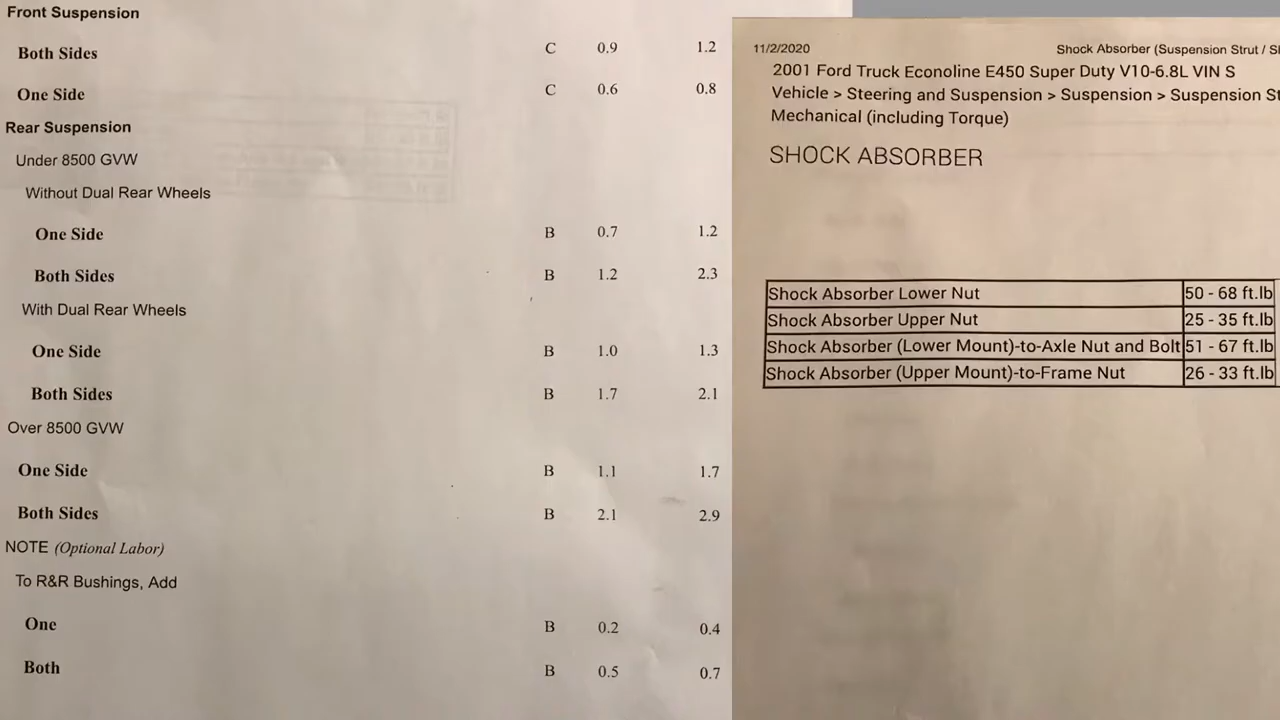 Front Suspension
Both Sides C 0.9 1.2
One Side C 0.6 0.8
Rear Suspension
Under 8500 GVW
Without Dual Rear Wheels
One Side B 0.7 1.2
Both Sides B 1.2 2.3
With Dual Rear Wheels
One Side B 1.0 1.3
Both Sides B 1.7 2.1
Over 8500 GVW
One Side B 1.1 1.7
Both Sides B 2.1 2.9
NOTE (Optional Labor)
To R&R Bushings, Add
One B 0.2 0.4
Both B 0.5 0.7
11/2/2020 Shock Absorber (Suspension Strut /
2001 Ford Truck Econoline E450 Super Duty V10-6.8L VIN S
Vehicle > Steering and Suspension > Suspension > Suspension
Mechanical (including Torque)
SHOCK ABSORBER
Shock Absorber Lower Nut 50 - 68 ft.lb
Shock Absorber Upper Nut 25 - 35 ft.lb
Shock Absorber (Lower Mount)-to-Axle Nut and Bolt 51 - 67 ft.lb
Shock Absorber (Upper Mount)-to-Frame Nut 26 - 33 ft.lb